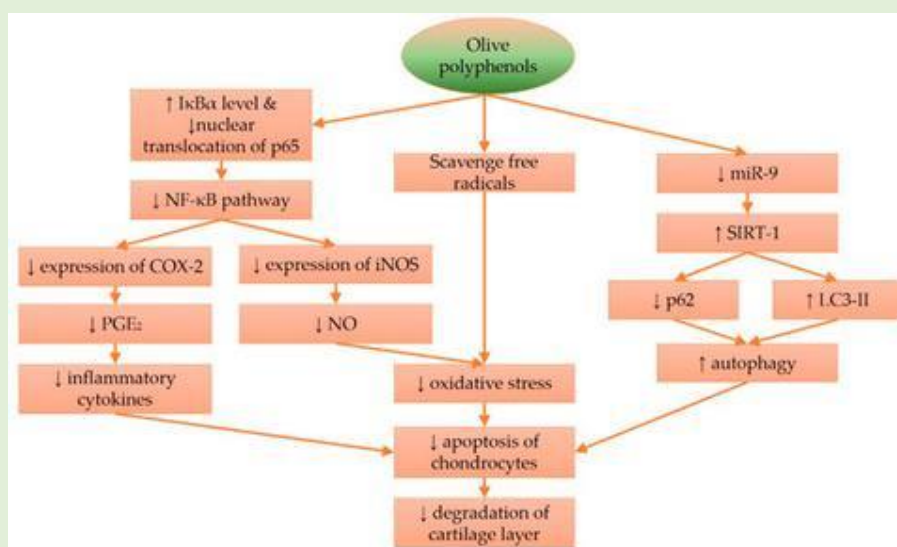 Olive
polyphenols
↑ IκBα level &
↓nuclear
translocation of p65
Scavenge free
radicals
↓ miR-9
↓ NF-κB pathway
↑ SIRT-1
↓ expression of COX-2
↓ expression of iNOS
↓ p62
↑ LC3-II
↓ PGE₂
↓ NO
↑ autophagy
↓ inflammatory
cytokines
↓ oxidative stress
↓ apoptosis of
chondrocytes
↓ degradation of
cartilage layer